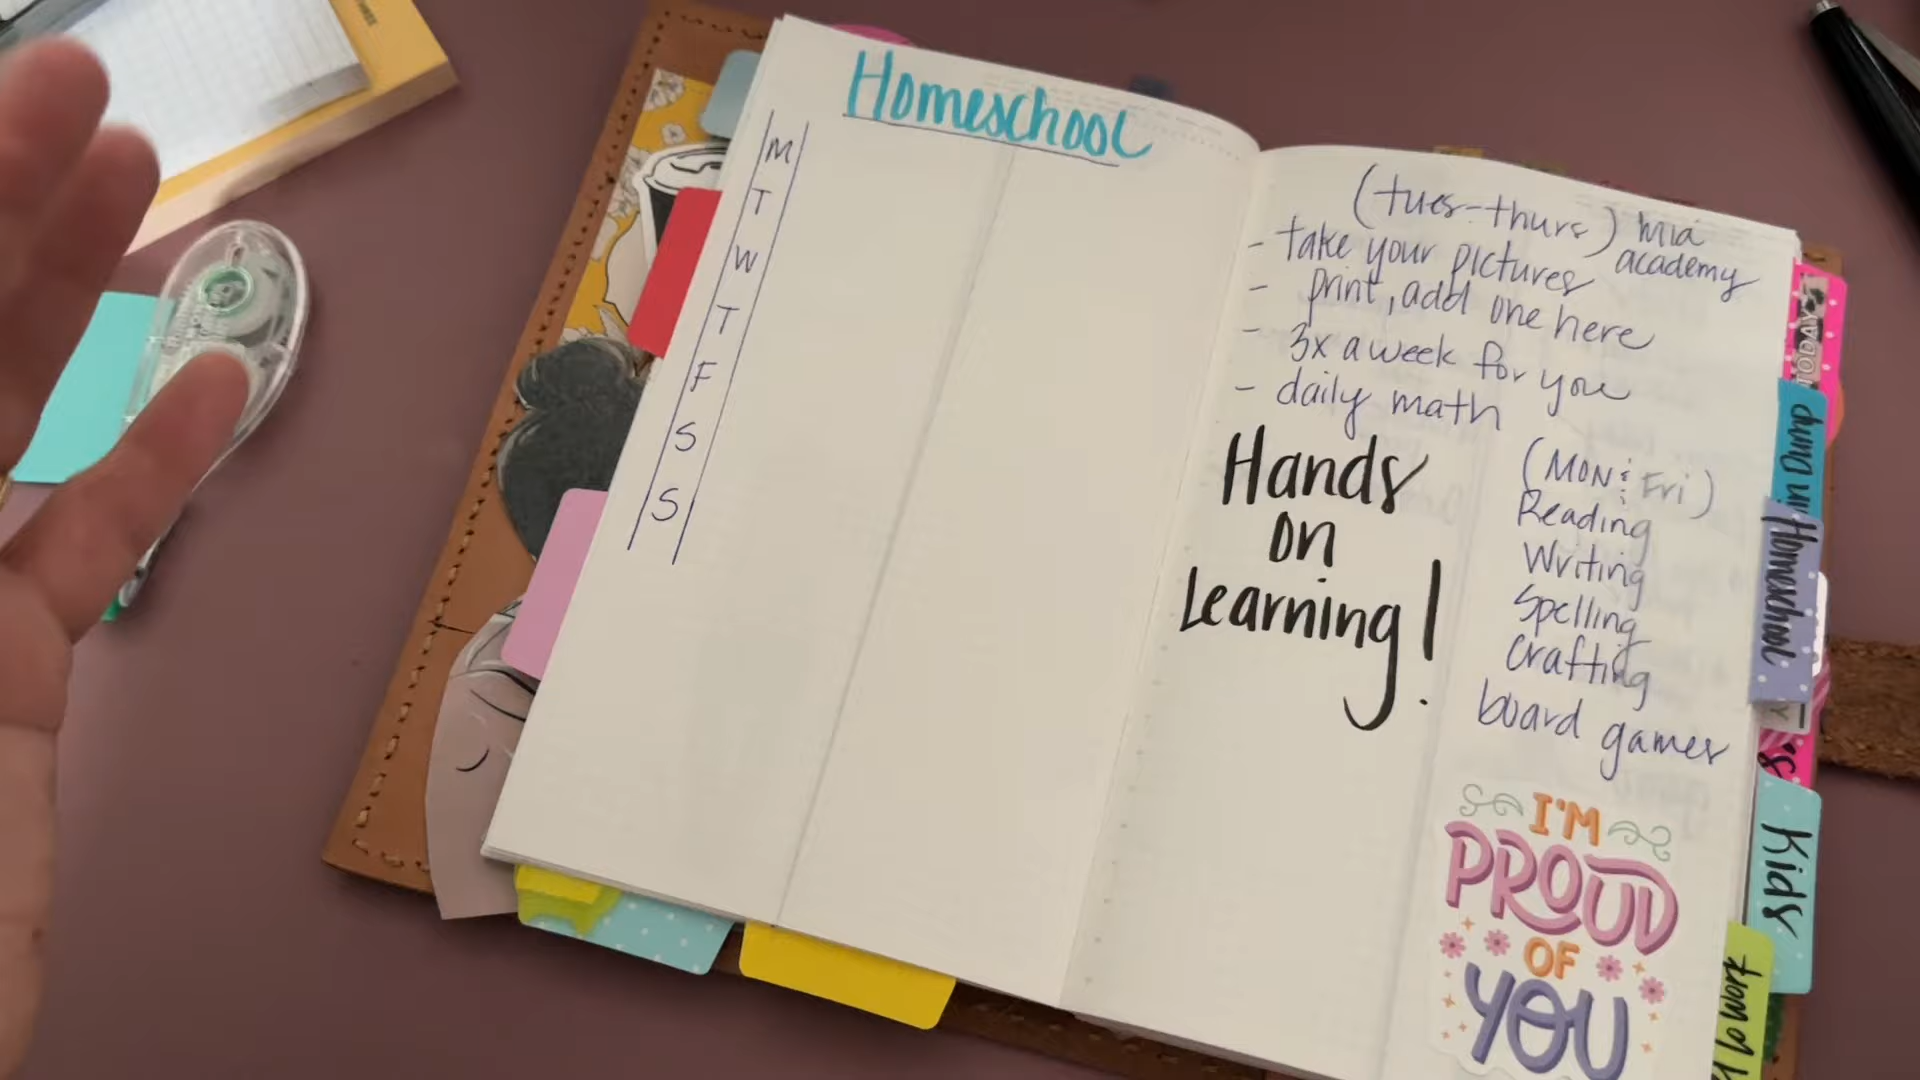 Homeschool
M
T
W
T
F
S
S
(tues-thurs) mia academy
- take your pictures
- print, add one here
- 3x a week for you
- daily math
Hands
on
Learning!
(MON & Fri)
Reading
Writing
Spelling
Crafting
board games
I'M
PROUD
OF
YOU
TODAY
Homeschool
Kids
work